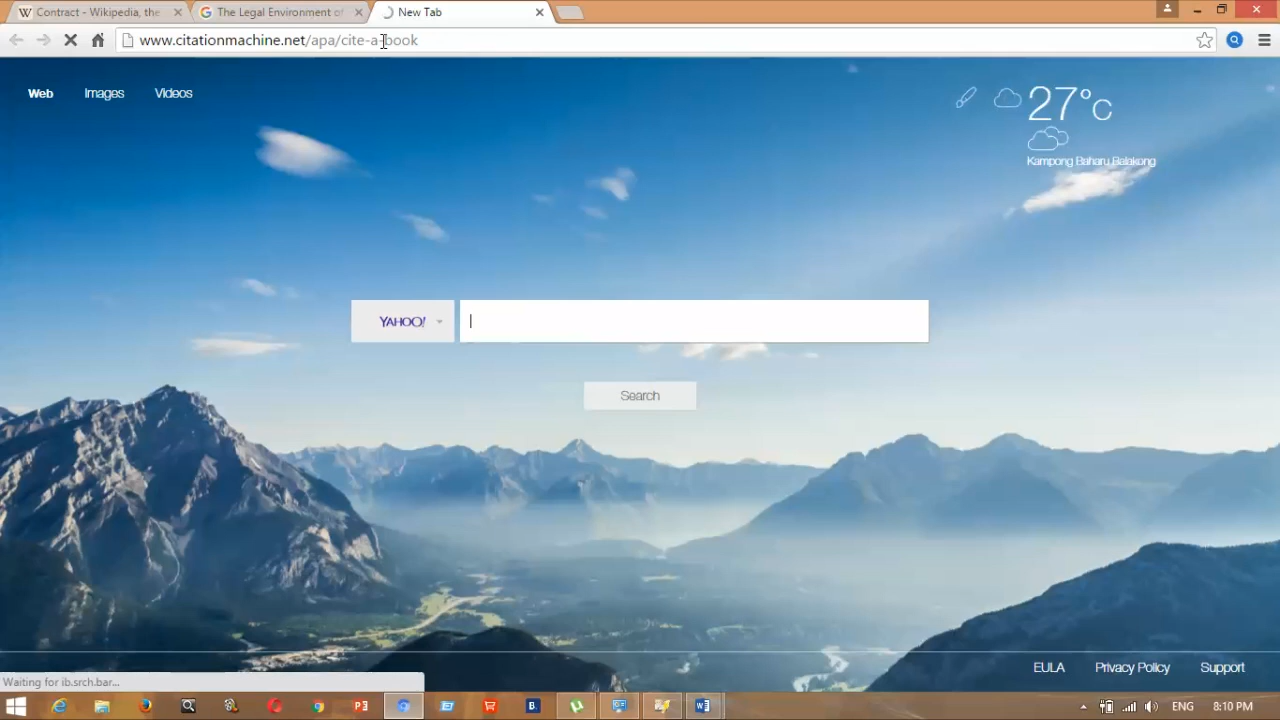 Contract - Wikipedia, the
The Legal Environment of
New Tab
www.citationmachine.net/apa/cite-a-book
Web
Images
Videos
27°c
Kampong Baharu Balakong
YAHOO!
Search
EULA
Privacy Policy
Support
Waiting for ib.srch.bar...
ENG
8:10 PM